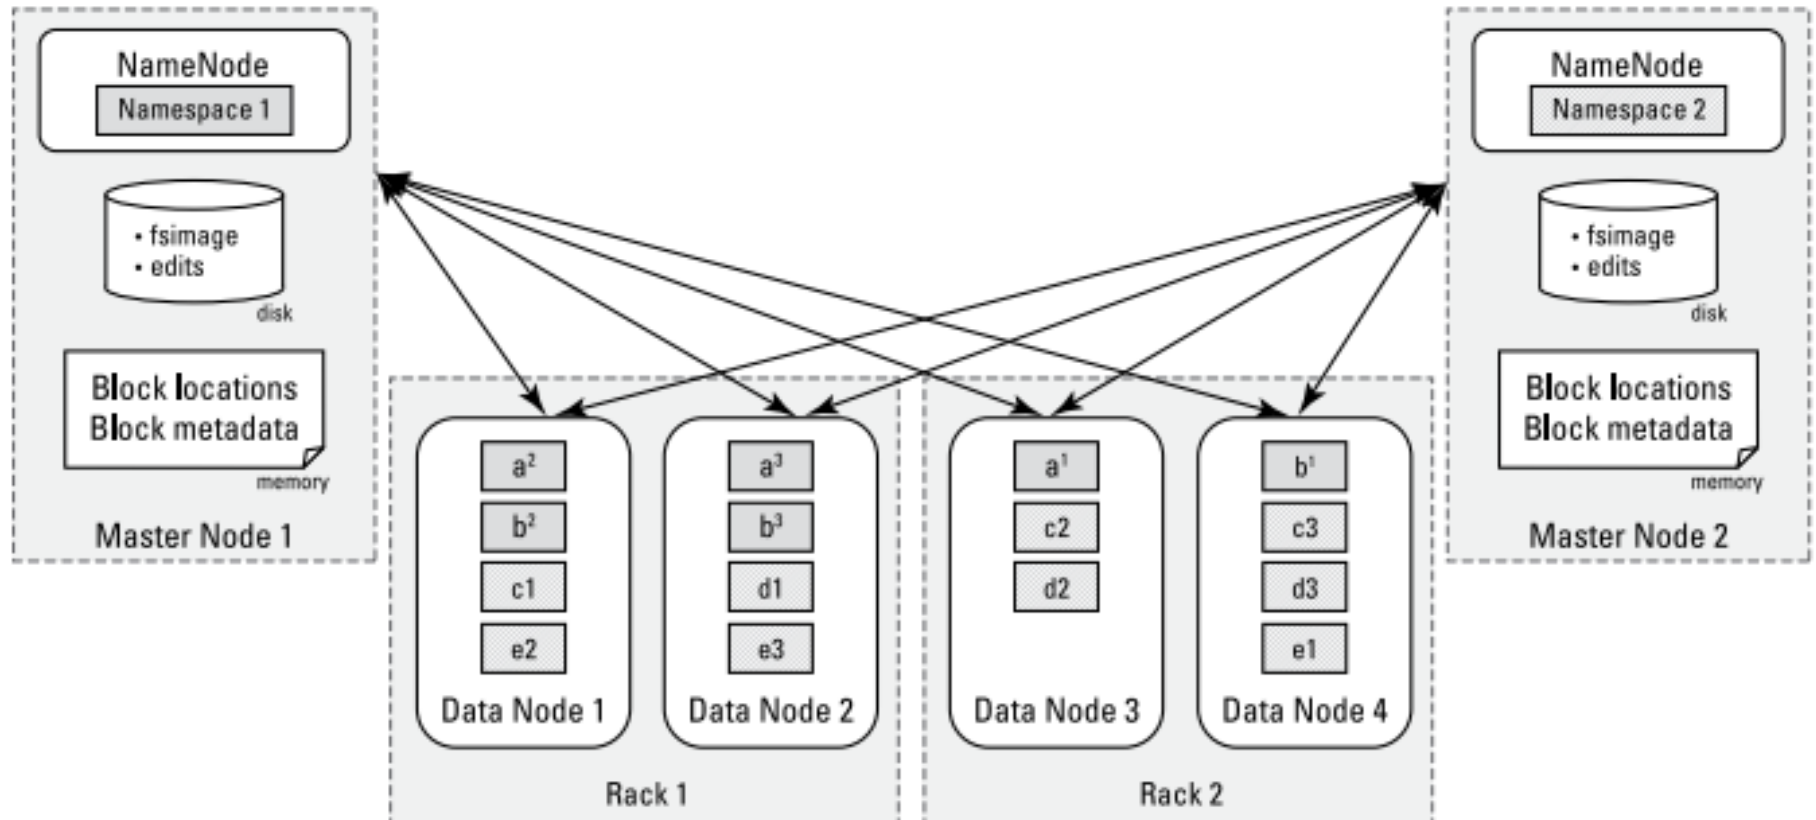 NameNode
Namespace 1
• fsimage
• edits
disk
Block locations
Block metadata
memory
Master Node 1
NameNode
Namespace 2
• fsimage
• edits
disk
Block locations
Block metadata
memory
Master Node 2
a²
b²
c1
e2
Data Node 1
a³
b³
d1
e3
Data Node 2
Rack 1
a¹
c2
d2
Data Node 3
b¹
c3
d3
e1
Data Node 4
Rack 2